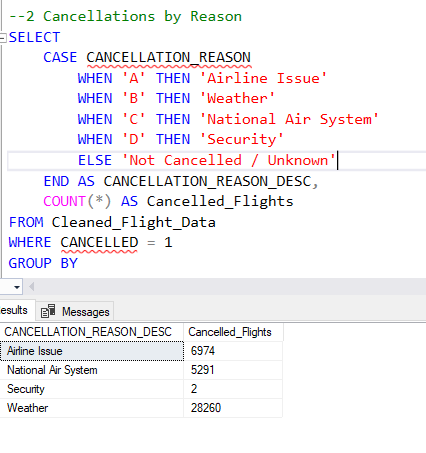 --2 Cancellations by Reason
SELECT
CASE CANCELLATION_REASON
WHEN 'A' THEN 'Airline Issue'
WHEN 'B' THEN 'Weather'
WHEN 'C' THEN 'National Air System'
WHEN 'D' THEN 'Security'
ELSE 'Not Cancelled / Unknown'
END AS CANCELLATION_REASON_DESC,
COUNT(*) AS Cancelled_Flights
FROM Cleaned_Flight_Data
WHERE CANCELLED = 1
GROUP BY
esults Messages
CANCELLATION_REASON_DESC Cancelled_Flights
Airline Issue 6974
National Air System 5291
Security 2
Weather 28260